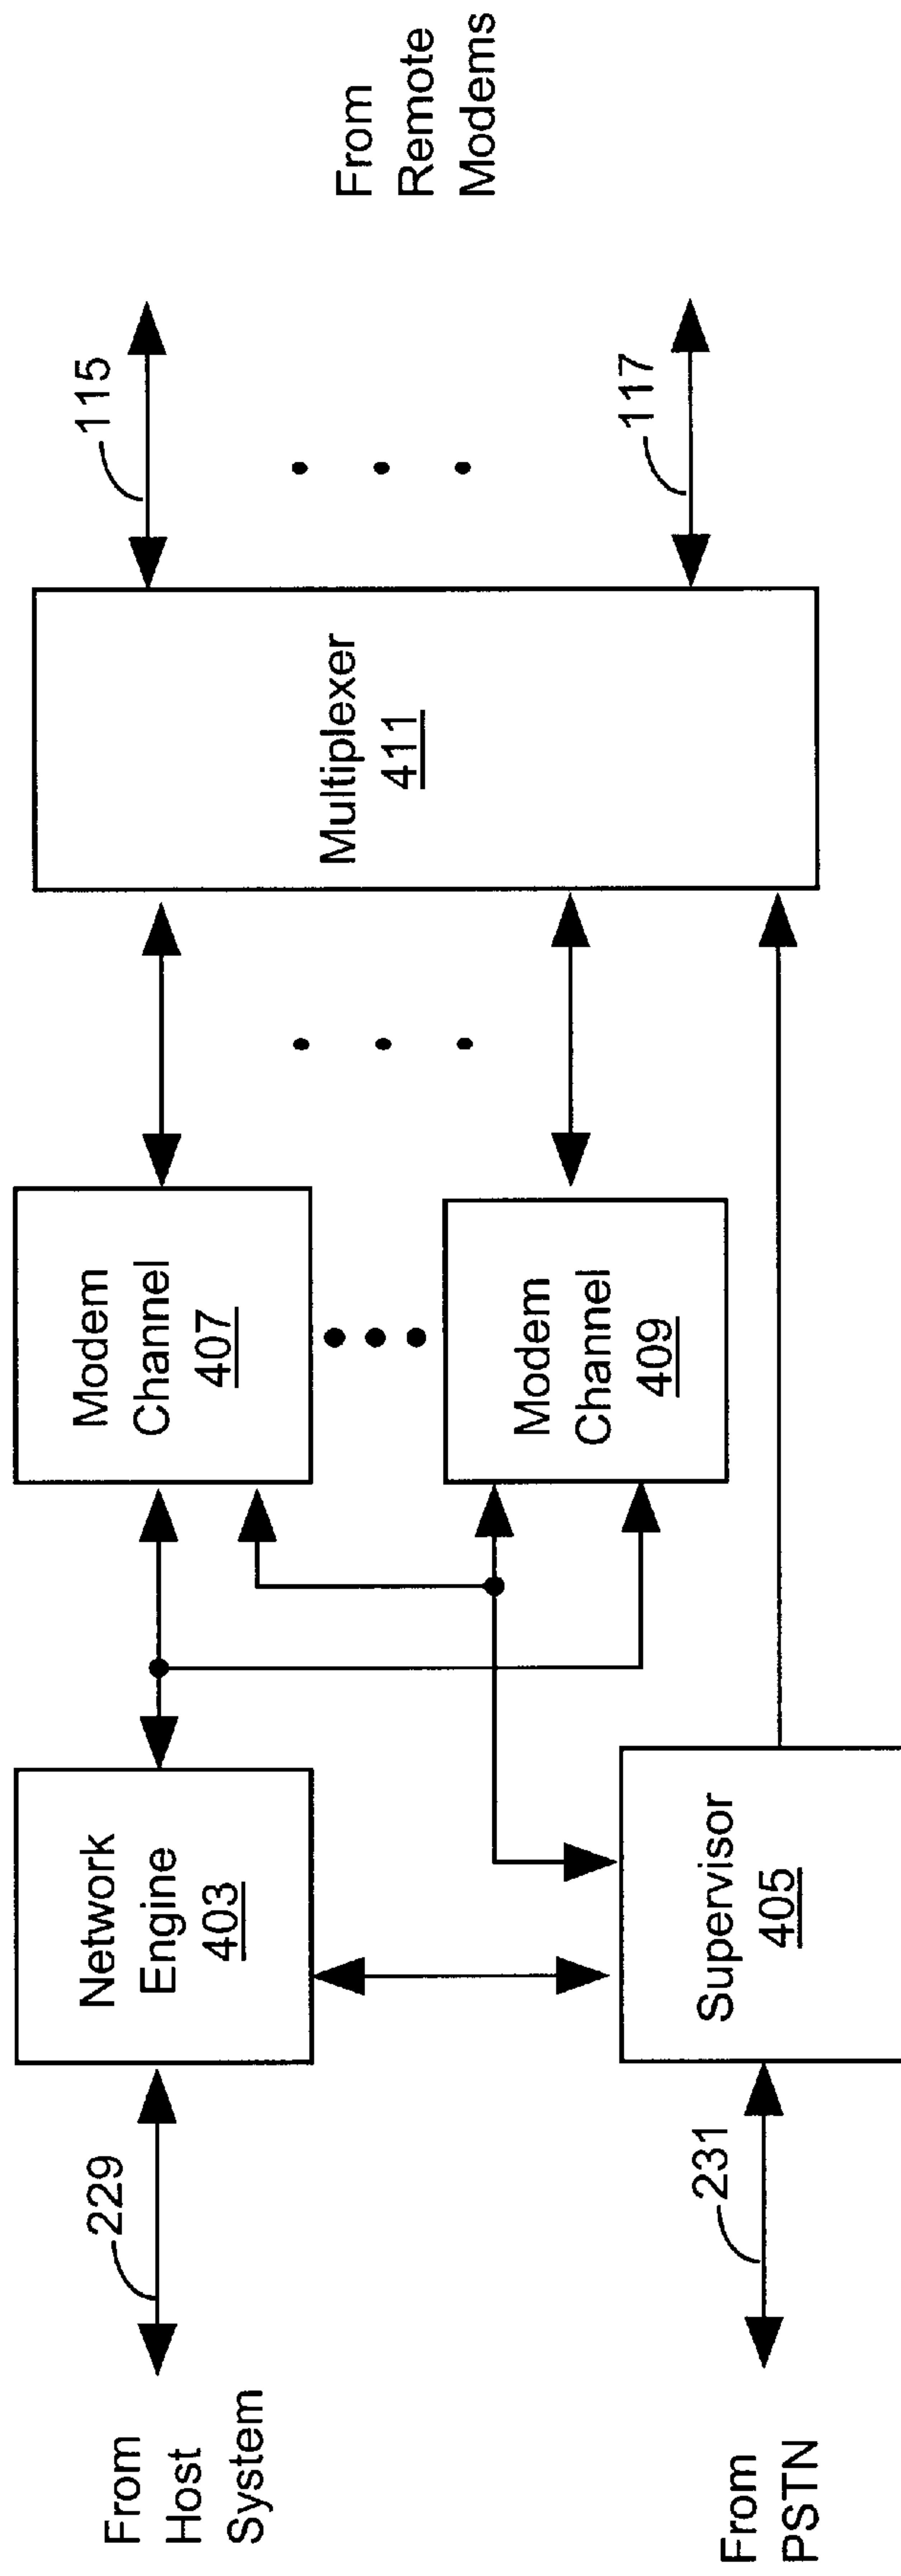 From
Host
System
229
Network
Engine
403
Modem
Channel
407
Multiplexer
411
115
From
Remote
Modems
Modem
Channel
409
117
From
PSTN
231
Supervisor
405